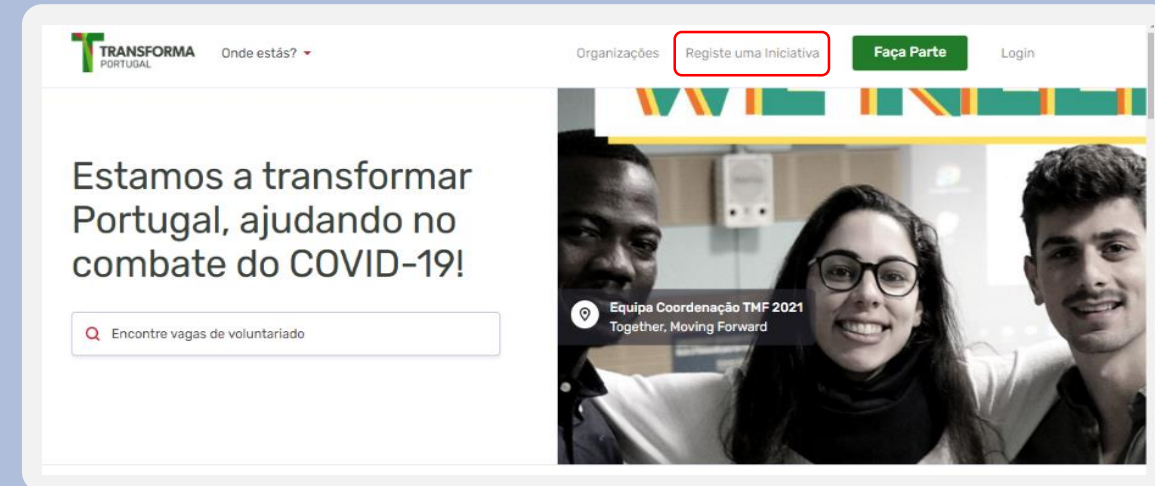 TRANSFORMA
PORTUGAL
Onde estás?
Organizações
Registe uma Iniciativa
Faça Parte
Login
Estamos a transformar
Portugal, ajudando no
combate do COVID-19!
Encontre vagas de voluntariado
Equipa Coordenação TMF 2021
Together, Moving Forward